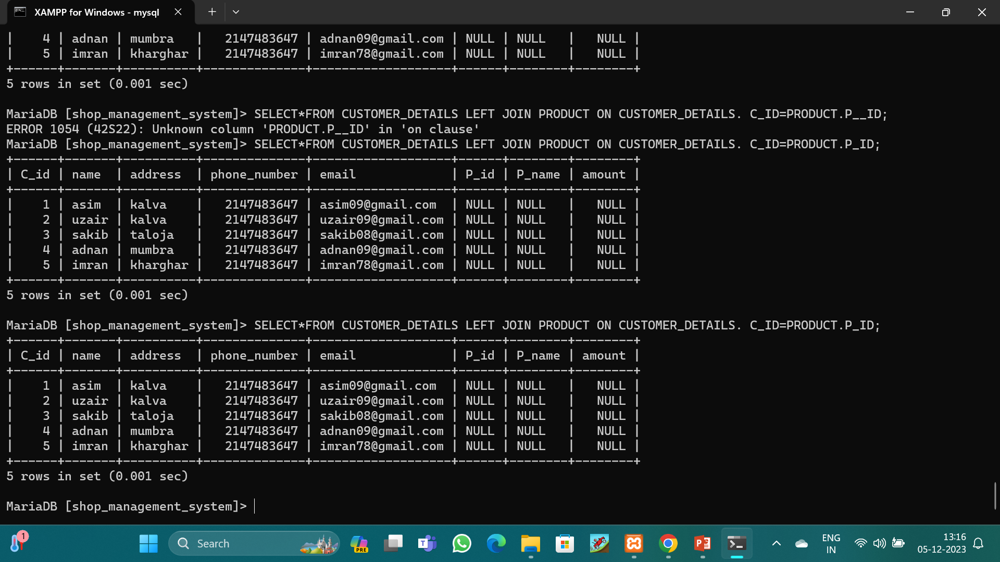 XAMPP for Windows - mysql
|     4 | adnan | mumbra   |   2147483647 | adnan09@gmail.com | NULL | NULL   |   NULL |
|     5 | imran | kharghar |   2147483647 | imran78@gmail.com | NULL | NULL   |   NULL |
+------+-------+----------+--------------+-------------------+------+--------+--------+
5 rows in set (0.001 sec)
MariaDB [shop_management_system]> SELECT*FROM CUSTOMER_DETAILS LEFT JOIN PRODUCT ON CUSTOMER_DETAILS. C_ID=PRODUCT.P__ID;
ERROR 1054 (42S22): Unknown column 'PRODUCT.P__ID' in 'on clause'
MariaDB [shop_management_system]> SELECT*FROM CUSTOMER_DETAILS LEFT JOIN PRODUCT ON CUSTOMER_DETAILS. C_ID=PRODUCT.P_ID;
+------+-------+----------+--------------+-------------------+------+--------+--------+
| C_id | name  | address  | phone_number | email             | P_id | P_name | amount |
+------+-------+----------+--------------+-------------------+------+--------+--------+
|    1 | asim  | kalva    |   2147483647 | asim09@gmail.com  | NULL | NULL   |   NULL |
|    2 | uzair | kalva    |   2147483647 | uzair09@gmail.com | NULL | NULL   |   NULL |
|    3 | sakib | taloja   |   2147483647 | sakib08@gmail.com | NULL | NULL   |   NULL |
|    4 | adnan | mumbra   |   2147483647 | adnan09@gmail.com | NULL | NULL   |   NULL |
|    5 | imran | kharghar |   2147483647 | imran78@gmail.com | NULL | NULL   |   NULL |
+------+-------+----------+--------------+-------------------+------+--------+--------+
5 rows in set (0.001 sec)
MariaDB [shop_management_system]> SELECT*FROM CUSTOMER_DETAILS LEFT JOIN PRODUCT ON CUSTOMER_DETAILS. C_ID=PRODUCT.P_ID;
+------+-------+----------+--------------+-------------------+------+--------+--------+
| C_id | name  | address  | phone_number | email             | P_id | P_name | amount |
+------+-------+----------+--------------+-------------------+------+--------+--------+
|    1 | asim  | kalva    |   2147483647 | asim09@gmail.com  | NULL | NULL   |   NULL |
|    2 | uzair | kalva    |   2147483647 | uzair09@gmail.com | NULL | NULL   |   NULL |
|    3 | sakib | taloja   |   2147483647 | sakib08@gmail.com | NULL | NULL   |   NULL |
|    4 | adnan | mumbra   |   2147483647 | adnan09@gmail.com | NULL | NULL   |   NULL |
|    5 | imran | kharghar |   2147483647 | imran78@gmail.com | NULL | NULL   |   NULL |
+------+-------+----------+--------------+-------------------+------+--------+--------+
5 rows in set (0.001 sec)
MariaDB [shop_management_system]>
1
Search
PRE
T
P
ENG
IN
13:16
05-12-2023